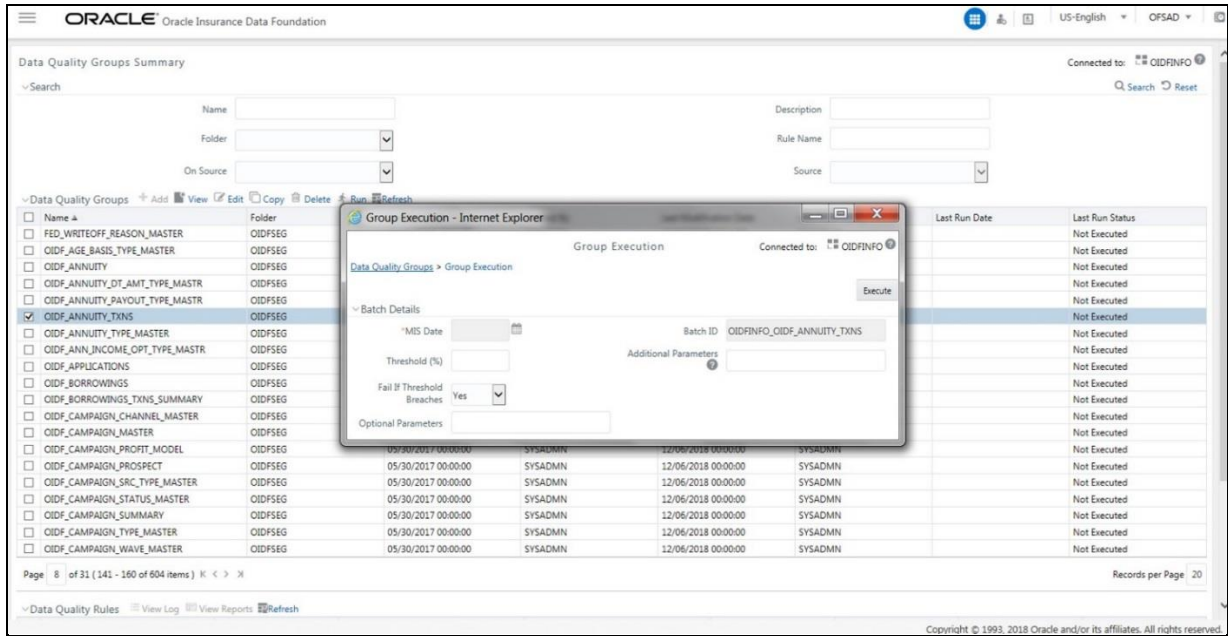 ORACLE Oracle Insurance Data Foundation
US-English OFSAD
Data Quality Groups Summary
Connected to: OIDFINFO
Search
Search Reset
Name
Description
Folder
Rule Name
On Source
Source
Data Quality Groups Add View Edit Copy Delete Run Refresh
Name Folder Last Run Date Last Run Status
FED_WRITEOFF_REASON_MASTER OIDFSEG Not Executed
OIDF_AGE_BASIS_TYPE_MASTER OIDFSEG Not Executed
OIDF_ANNUITY OIDFSEG Not Executed
OIDF_ANNUITY_DT_AMT_TYPE_MASTR OIDFSEG Not Executed
OIDF_ANNUITY_PAYOUT_TYPE_MASTR OIDFSEG Not Executed
OIDF_ANNUITY_TXNS OIDFSEG Not Executed
OIDF_ANNUITY_TYPE_MASTER OIDFSEG Not Executed
OIDF_ANN_INCOME_OPT_TYPE_MASTR OIDFSEG Not Executed
OIDF_APPLICATIONS OIDFSEG Not Executed
OIDF_BORROWINGS OIDFSEG Not Executed
OIDF_BORROWINGS_TXNS_SUMMARY OIDFSEG Not Executed
OIDF_CAMPAIGN_CHANNEL_MASTER OIDFSEG Not Executed
OIDF_CAMPAIGN_MASTER OIDFSEG Not Executed
OIDF_CAMPAIGN_PROFIT_MODEL OIDFSEG 05/30/2017 00:00:00 SYSADMN 12/06/2018 00:00:00 SYSADMN Not Executed
OIDF_CAMPAIGN_PROSPECT OIDFSEG 05/30/2017 00:00:00 SYSADMN 12/06/2018 00:00:00 SYSADMN Not Executed
OIDF_CAMPAIGN_SRC_TYPE_MASTER OIDFSEG 05/30/2017 00:00:00 SYSADMN 12/06/2018 00:00:00 SYSADMN Not Executed
OIDF_CAMPAIGN_STATUS_MASTER OIDFSEG 05/30/2017 00:00:00 SYSADMN 12/06/2018 00:00:00 SYSADMN Not Executed
OIDF_CAMPAIGN_SUMMARY OIDFSEG 05/30/2017 00:00:00 SYSADMN 12/06/2018 00:00:00 SYSADMN Not Executed
OIDF_CAMPAIGN_TYPE_MASTER OIDFSEG 05/30/2017 00:00:00 SYSADMN 12/06/2018 00:00:00 SYSADMN Not Executed
OIDF_CAMPAIGN_WAVE_MASTER OIDFSEG 05/30/2017 00:00:00 SYSADMN 12/06/2018 00:00:00 SYSADMN Not Executed
Group Execution - Internet Explorer
Group Execution Connected to: OIDFINFO
Data Quality Groups > Group Execution
Execute
Batch Details
*MIS Date
Batch ID OIDFINFO_OIDF_ANNUITY_TXNS
Threshold (%)
Additional Parameters
Fail If Threshold
Breaches Yes
Optional Parameters
Page 8 of 31 ( 141 - 160 of 604 items )
Records per Page 20
Data Quality Rules View Log View Reports Refresh
Copyright © 1993, 2018 Oracle and/or its affiliates. All rights reserved.